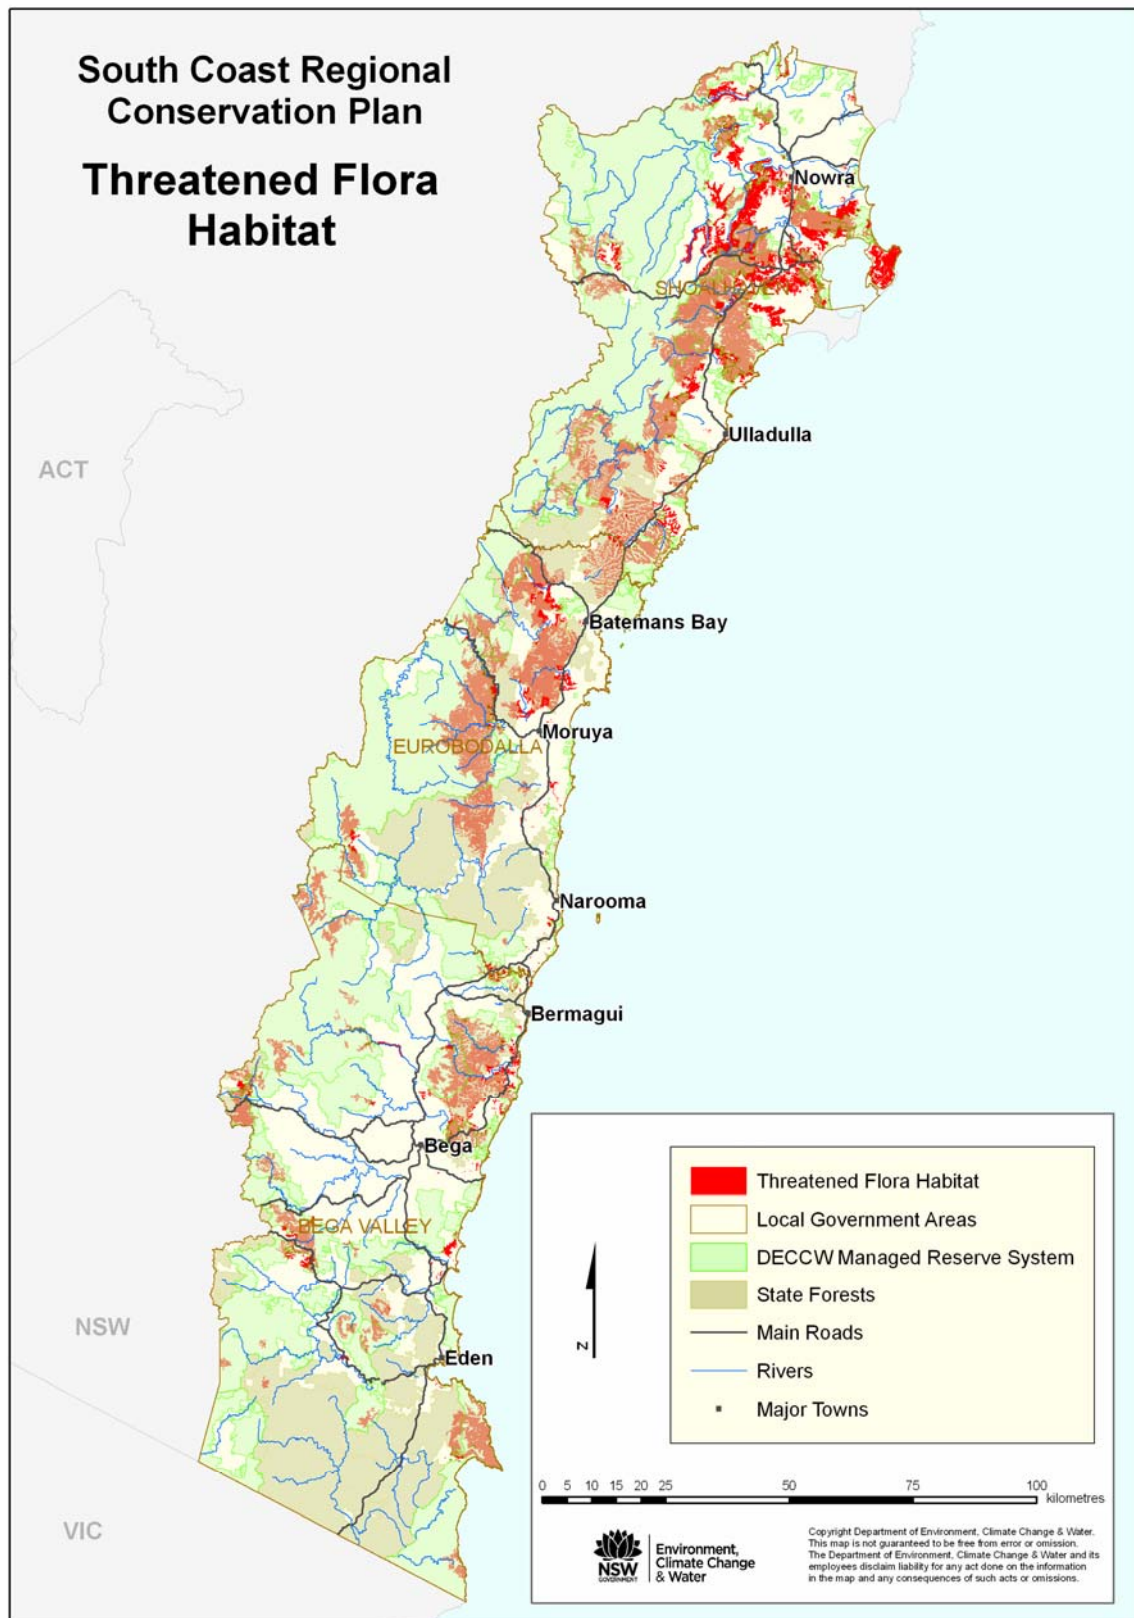 South Coast Regional
Conservation Plan
Threatened Flora
Habitat
Nowra
SHOALHAVEN
Ulladulla
ACT
Batemans Bay
Moruya
EUROBODALLA
Narooma
Bermagui
Bega
BEGA VALLEY
NSW
Eden
VIC
Threatened Flora Habitat
Local Government Areas
DECCW Managed Reserve System
State Forests
Main Roads
Rivers
Major Towns
N
0 5 10 15 20 25 50 75 100
kilometres
NSW
GOVERNMENT
Environment,
Climate Change
& Water
Copyright Department of Environment, Climate Change & Water.
This map is not guaranteed to be free from error or omission.
The Department of Environment, Climate Change & Water and its
employees disclaim liability for any act done on the information
in the map and any consequences of such acts or omissions.